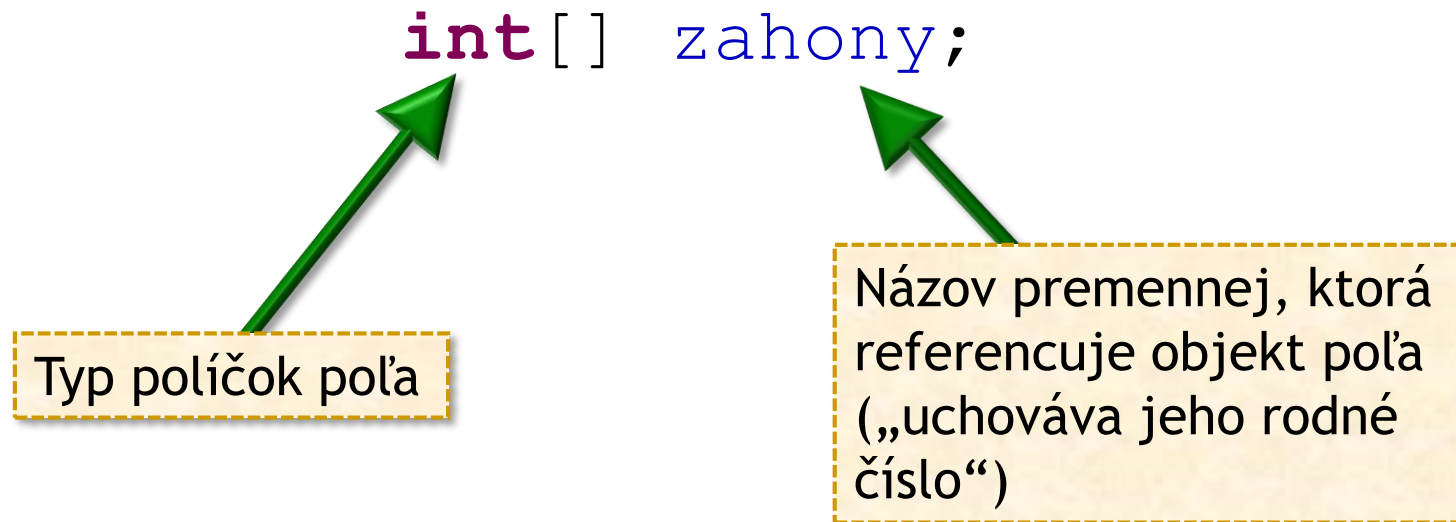 int[] zahony;
Typ políčok poľa
Názov premennej, ktorá
referencuje objekt poľa
(„uchováva jeho rodné
číslo“)